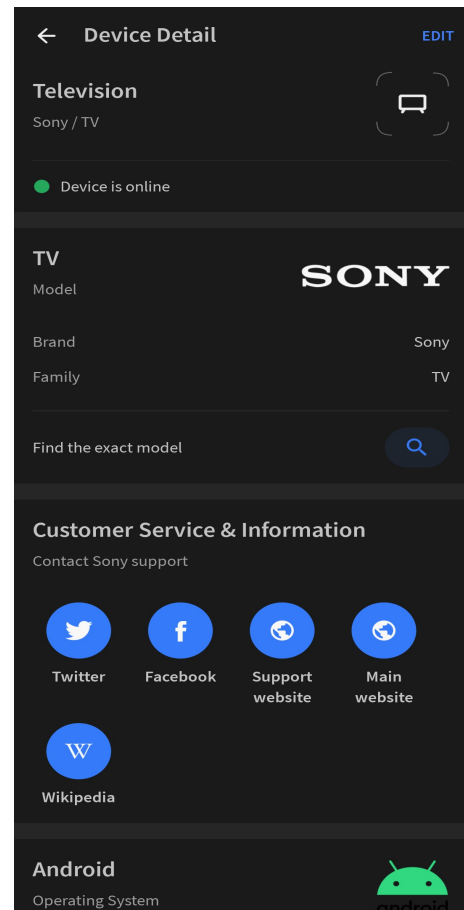 Device Detail
EDIT
Television
Sony / TV
Device is online
TV
SONY
Model
Brand
Sony
Family
TV
Find the exact model
Customer Service & Information
Contact Sony support
f
Twitter
Facebook
Support
website
Main
website
W
Wikipedia
Android
Operating System
android